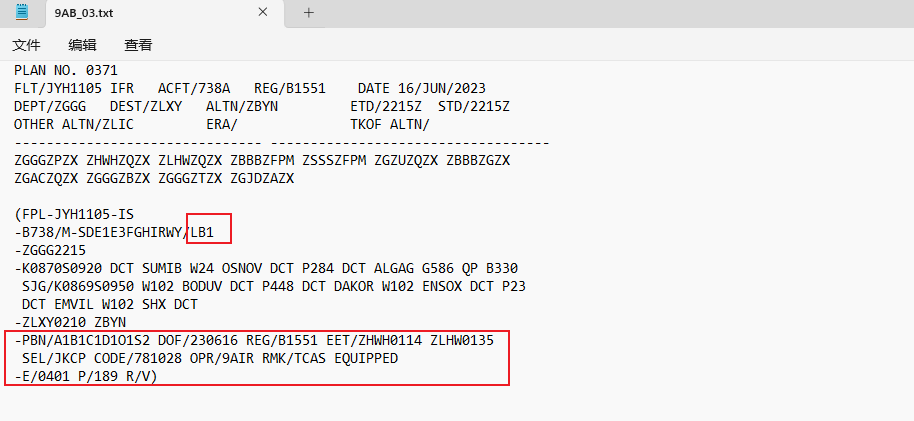 9AB_03.txt
文件 编辑 查看
PLAN NO. 0371
FLT/JYH1105 IFR   ACFT/738A   REG/B1551    DATE 16/JUN/2023
DEPT/ZGGG   DEST/ZLXY   ALTN/ZBYN         ETD/2215Z  STD/2215Z
OTHER ALTN/ZLIC         ERA/              TKOF ALTN/
------------------------------ ----------------------------------
ZGGGZPZX ZHWHZQZX ZLHWZQZX ZBBBZFPM ZSSSZFPM ZGZUZQZX ZBBBZGZX
ZGACZQZX ZGGGZBZX ZGGGZTZX ZGJDZAZX
(FPL-JYH1105-IS
-B738/M-SDE1E3FGHIRWY/LB1
-ZGGG2215
-K0870S0920 DCT SUMIB W24 OSNOV DCT P284 DCT ALGAG G586 QP B330
SJG/K0869S0950 W102 BODUV DCT P448 DCT DAKOR W102 ENSOX DCT P23
DCT EMVIL W102 SHX DCT
-ZLXY0210 ZBYN
-PBN/A1B1C1D1O1S2 DOF/230616 REG/B1551 EET/ZHWH0114 ZLHW0135
SEL/JKCP CODE/781028 OPR/9AIR RMK/TCAS EQUIPPED
-E/0401 P/189 R/V)